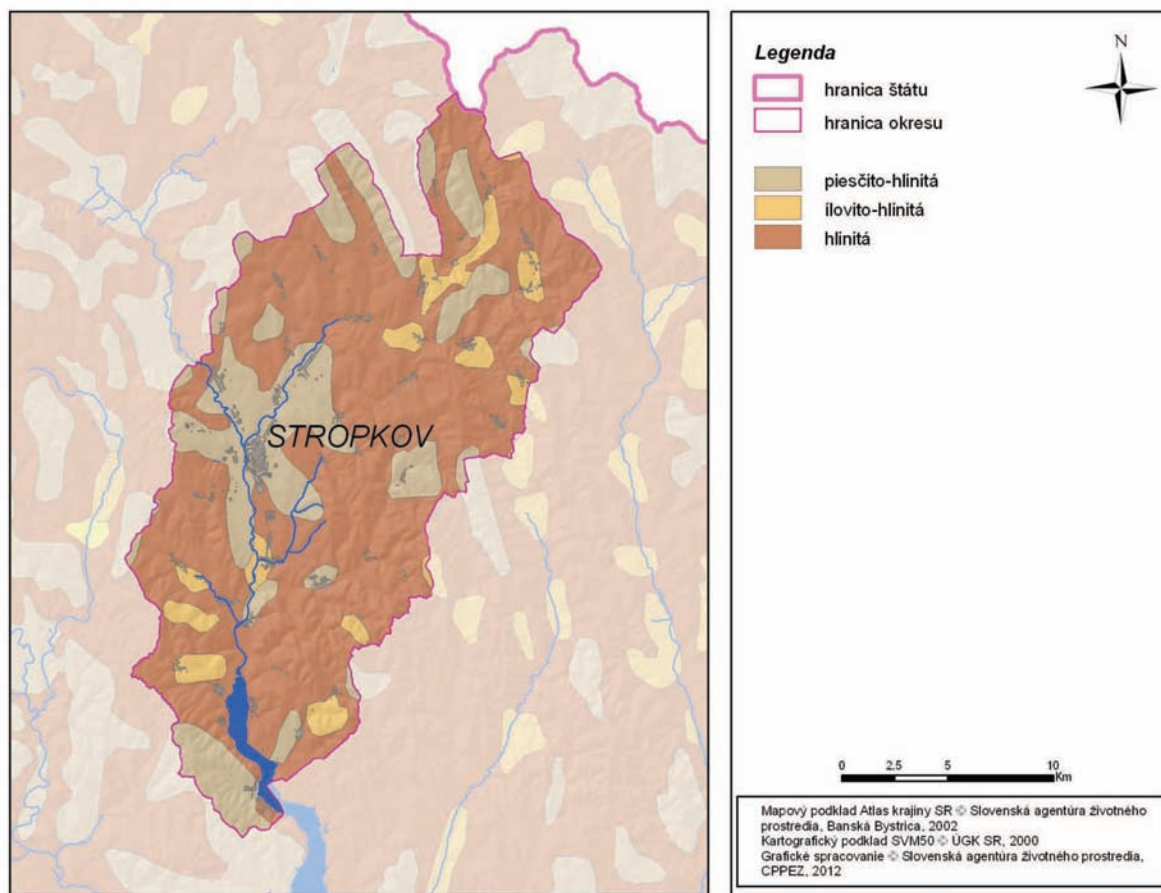 STROPKOV
Legenda
N
hranica štátu
hranica okresu
piesčito-hlinitá
ílovito-hlinitá
hlinitá
0 2.5 5 10
Km
Mapový podklad Atlas krajiny SR © Slovenská agentúra životného
prostredia, Banská Bystrica, 2002
Kartografický podklad SVM50 © ÚGK SR, 2000
Grafické spracovanie © Slovenská agentúra životného prostredia,
CPPEZ, 2012